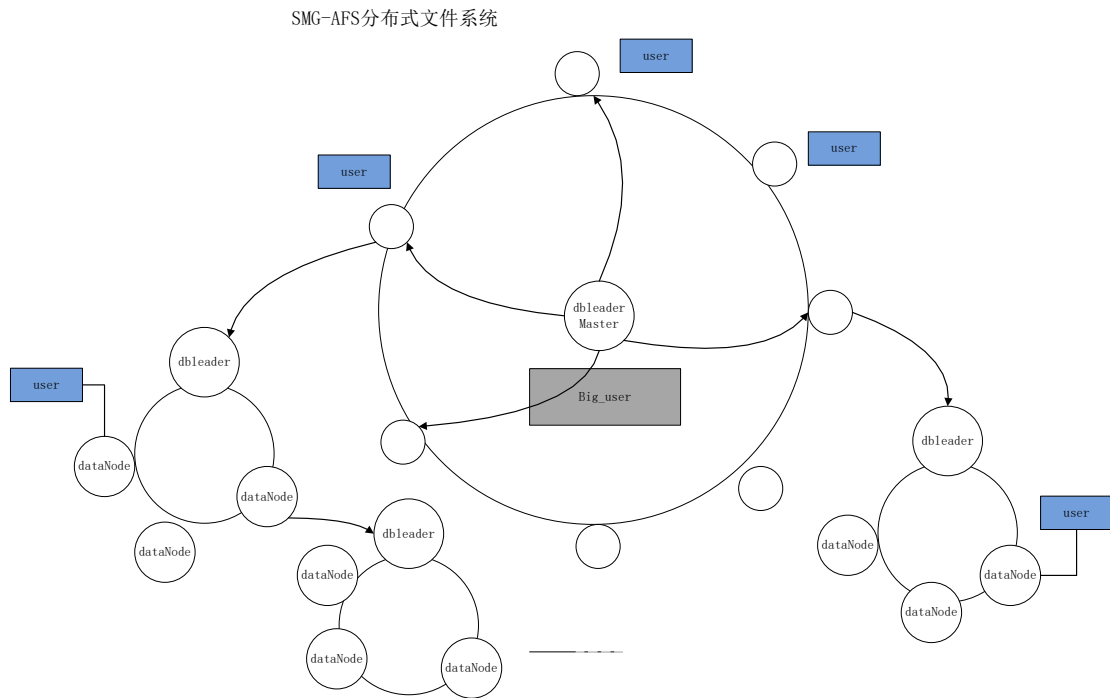 SMG-AFS分布式文件系统
user
user
user
dbleader
Master
dbleader
user
Big_user
dbleader
dataNode
dataNode
user
dbleader
dataNode
dataNode
dataNode
dataNode
dataNode
dataNode
dataNode